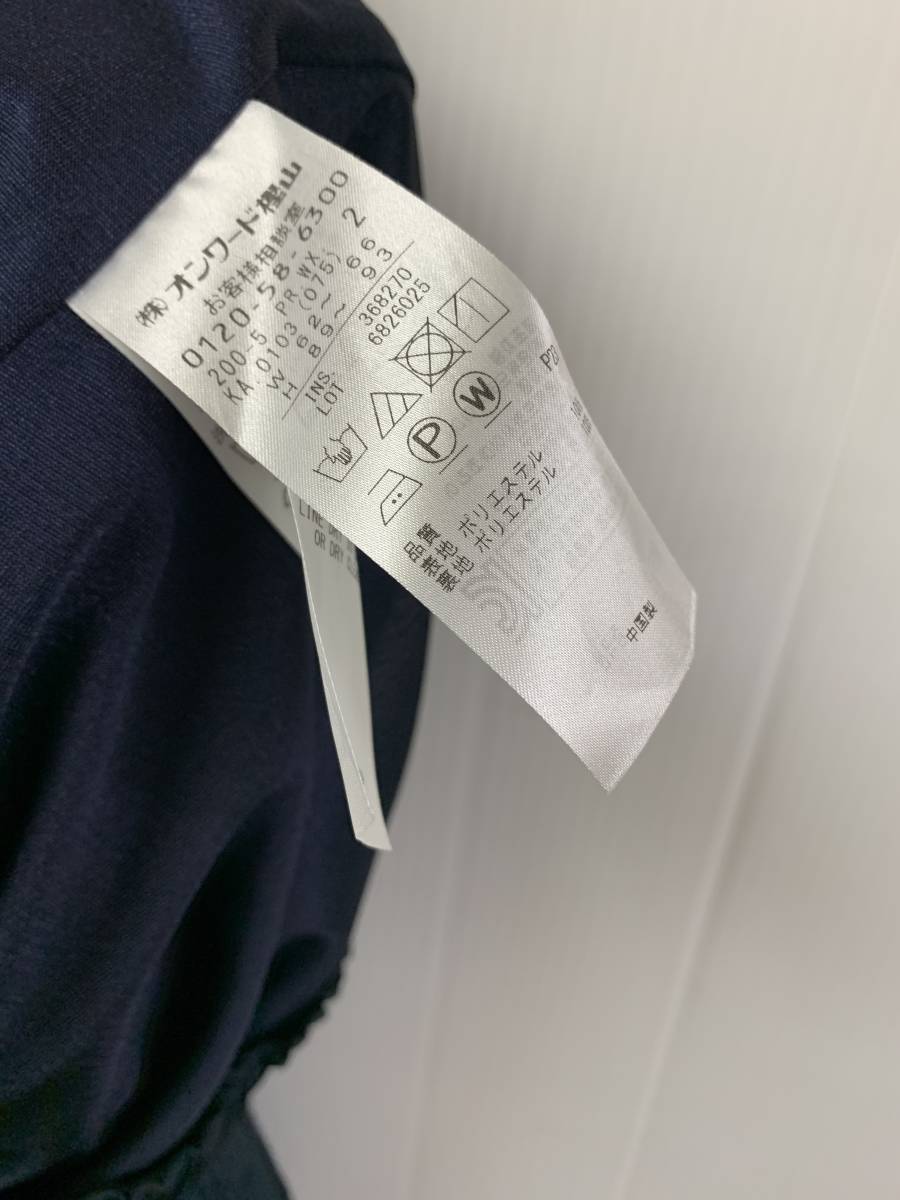 (株)オンワード樫山
お客様相談室
0120-58-6300
200-5 PR.WX: 2
KA.0103(075)
W 62～ 66
H 89～ 93
INS. 368270
LOT 6826025
P W
品質
表地 ポリエステル
裏地 ポリエステル
中国製
OR DRY